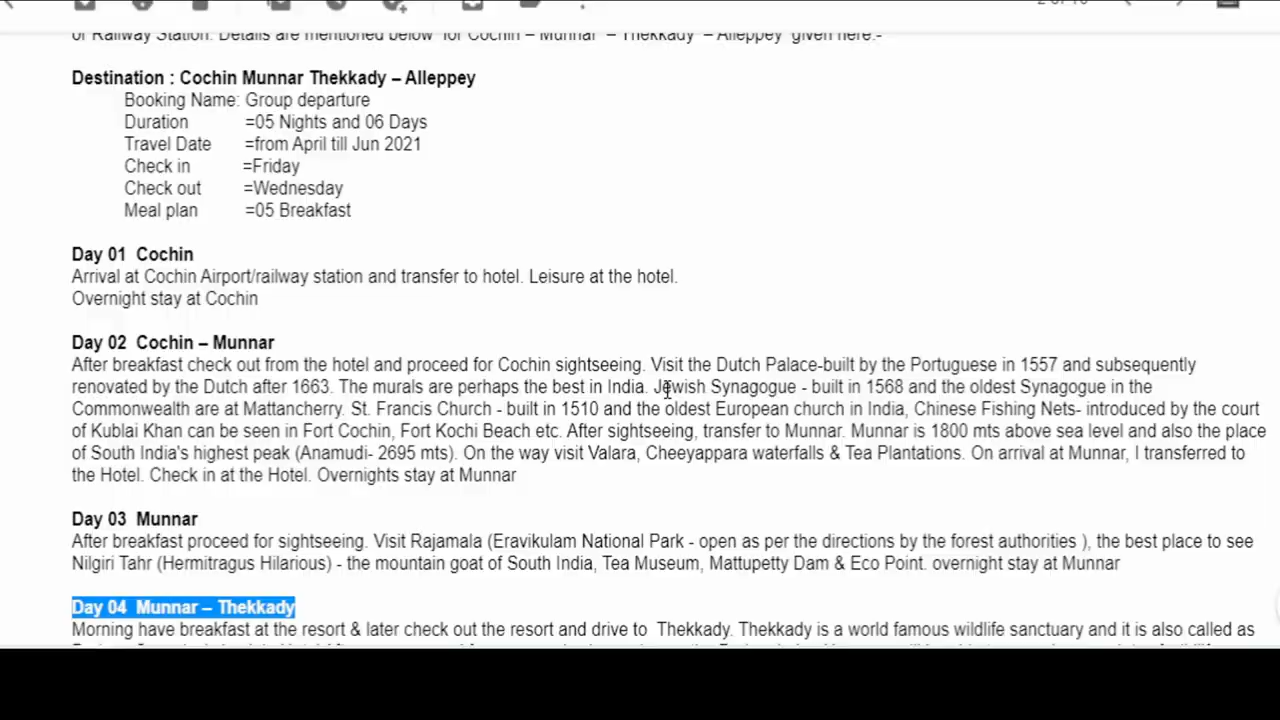 or Railway Station. Details are mentioned below for Cochin – Munnar – Thekkady – Alleppey given here.-
Destination : Cochin Munnar Thekkady – Alleppey
Booking Name: Group departure
Duration =05 Nights and 06 Days
Travel Date =from April till Jun 2021
Check in =Friday
Check out =Wednesday
Meal plan =05 Breakfast
Day 01 Cochin
Arrival at Cochin Airport/railway station and transfer to hotel. Leisure at the hotel.
Overnight stay at Cochin
Day 02 Cochin – Munnar
After breakfast check out from the hotel and proceed for Cochin sightseeing. Visit the Dutch Palace-built by the Portuguese in 1557 and subsequently
renovated by the Dutch after 1663. The murals are perhaps the best in India. Jewish Synagogue - built in 1568 and the oldest Synagogue in the
Commonwealth are at Mattancherry. St. Francis Church - built in 1510 and the oldest European church in India, Chinese Fishing Nets- introduced by the court
of Kublai Khan can be seen in Fort Cochin, Fort Kochi Beach etc. After sightseeing, transfer to Munnar. Munnar is 1800 mts above sea level and also the place
of South India's highest peak (Anamudi- 2695 mts). On the way visit Valara, Cheeyappara waterfalls & Tea Plantations. On arrival at Munnar, I transferred to
the Hotel. Check in at the Hotel. Overnights stay at Munnar
Day 03 Munnar
After breakfast proceed for sightseeing. Visit Rajamala (Eravikulam National Park - open as per the directions by the forest authorities ), the best place to see
Nilgiri Tahr (Hermitragus Hilarious) - the mountain goat of South India, Tea Museum, Mattupetty Dam & Eco Point. overnight stay at Munnar
Day 04 Munnar – Thekkady
Morning have breakfast at the resort & later check out the resort and drive to Thekkady. Thekkady is a world famous wildlife sanctuary and it is also called as